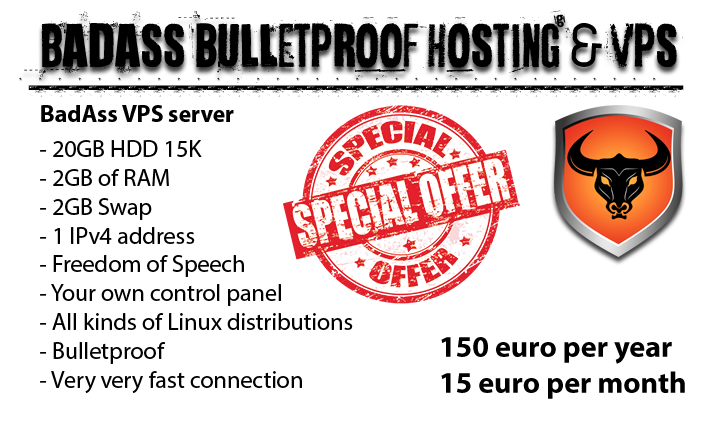 BADASS BULLETPROOF HOSTING & VPS
BadAss VPS server
- 20GB HDD 15K
- 2GB of RAM
- 2GB Swap
- 1 IPv4 address
- Freedom of Speech
- Your own control panel
- All kinds of Linux distributions
- Bulletproof
- Very very fast connection
SPECIAL
SPECIAL OFFER
OFFER
150 euro per year
15 euro per month